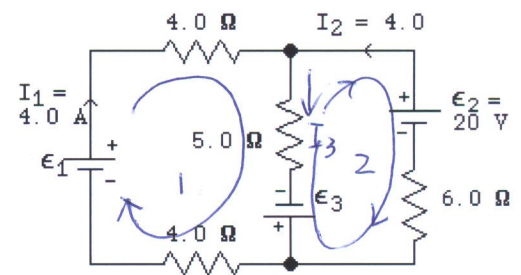 4.0 Ω
I2 = 4.0
I1 =
4.0 A
+
ε1
-
5.0 Ω
I3
1
2
-
ε3
+
+
-
ε2 =
20 V
6.0 Ω
4.0 Ω